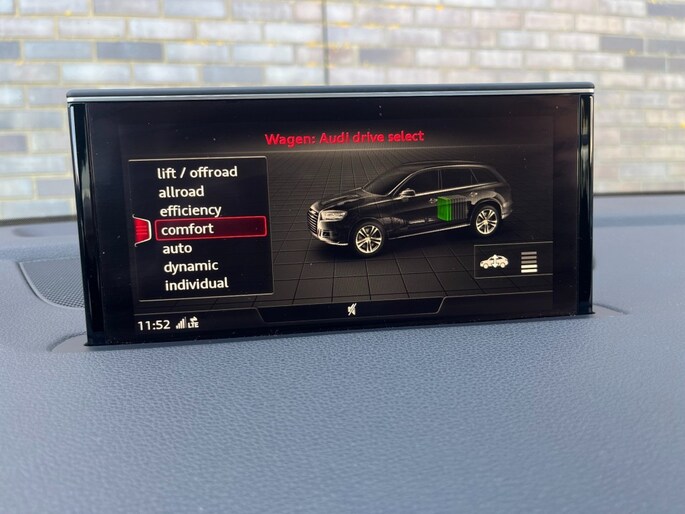 Wagen: Audi drive select
lift / offroad
allroad
efficiency
comfort
auto
dynamic
individual
11:52 LTE